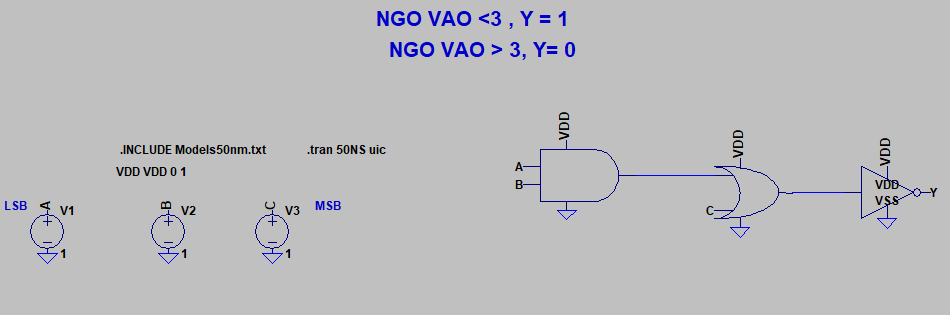 NGO VAO <3 , Y = 1
NGO VAO > 3, Y= 0
.INCLUDE Models50nm.txt
.tran 50NS uic
VDD VDD 0 1
LSB
A
V1
1
B
V2
1
C
V3
1
MSB
VDD
A
B
VDD
C
VDD
VDD
VSS
Y